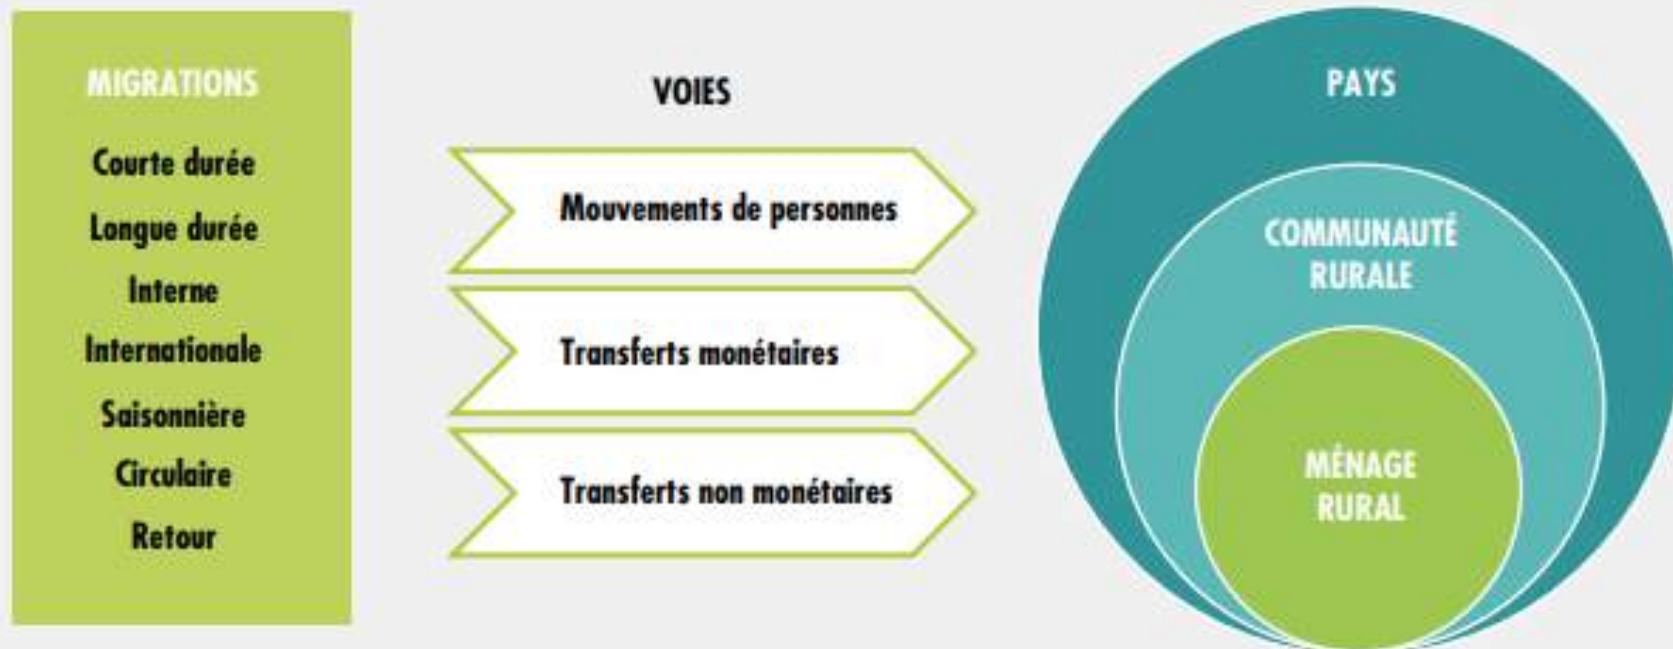 MIGRATIONS
Courte durée
Longue durée
Interne
Internationale
Saisonnière
Circulaire
Retour
VOIES
Mouvements de personnes
Transferts monétaires
Transferts non monétaires
PAYS
COMMUNAUTÉ
RURALE
MÉNAGE
RURAL